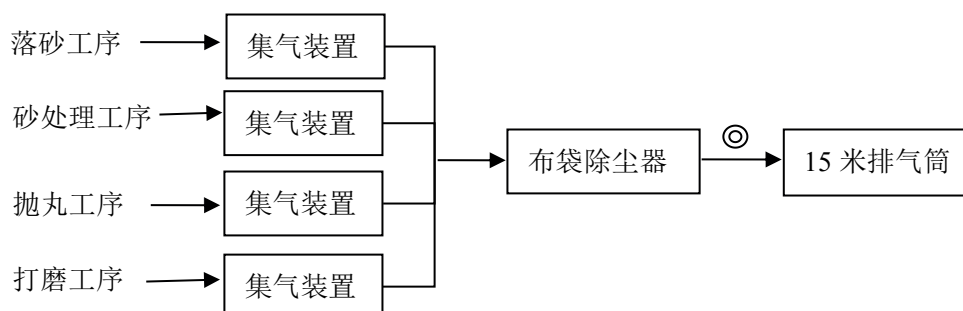 落砂工序
集气装置
砂处理工序
集气装置
布袋除尘器
15 米排气筒
抛丸工序
集气装置
打磨工序
集气装置